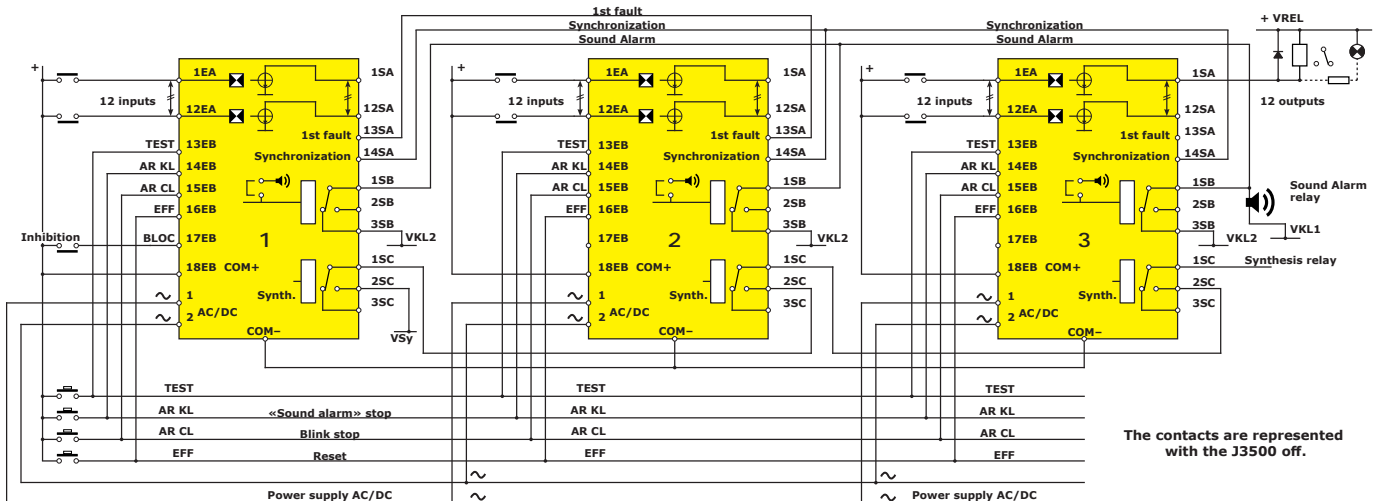 1st fault
Synchronization
Synchronization
Sound Alarm
Sound Alarm
+ VREL
+
1EA
1SA
12 inputs
12EA
12SA
1st fault
13SA
TEST
13EB
Synchronization
14SA
AR KL
14EB
AR CL
15EB
1SB
EFF
16EB
2SB
3SB
Inhibition
BLOC
17EB
1
VKL2
18EB
COM+
1SC
2SC
1
Synth.
3SC
2
AC/DC
COM–
VSy
+
1EA
1SA
12 inputs
12EA
12SA
1st fault
13SA
TEST
13EB
Synchronization
14SA
AR KL
14EB
AR CL
15EB
1SB
EFF
16EB
2SB
3SB
17EB
2
VKL2
18EB
COM+
1SC
2SC
1
Synth.
3SC
2
AC/DC
COM–
+
1EA
1SA
12 inputs
12 outputs
12EA
12SA
1st fault
13SA
TEST
13EB
Synchronization
14SA
AR KL
14EB
AR CL
15EB
1SB
Sound Alarm
relay
EFF
16EB
2SB
3SB
17EB
3
VKL2
VKL1
18EB
COM+
1SC
Synthesis relay
2SC
1
Synth.
3SC
2
AC/DC
COM–
TEST
TEST
TEST
AR KL
«Sound alarm» stop
AR KL
AR KL
AR CL
Blink stop
AR CL
AR CL
EFF
Reset
EFF
EFF
Power supply AC/DC
Power supply AC/DC
The contacts are represented
with the J3500 off.